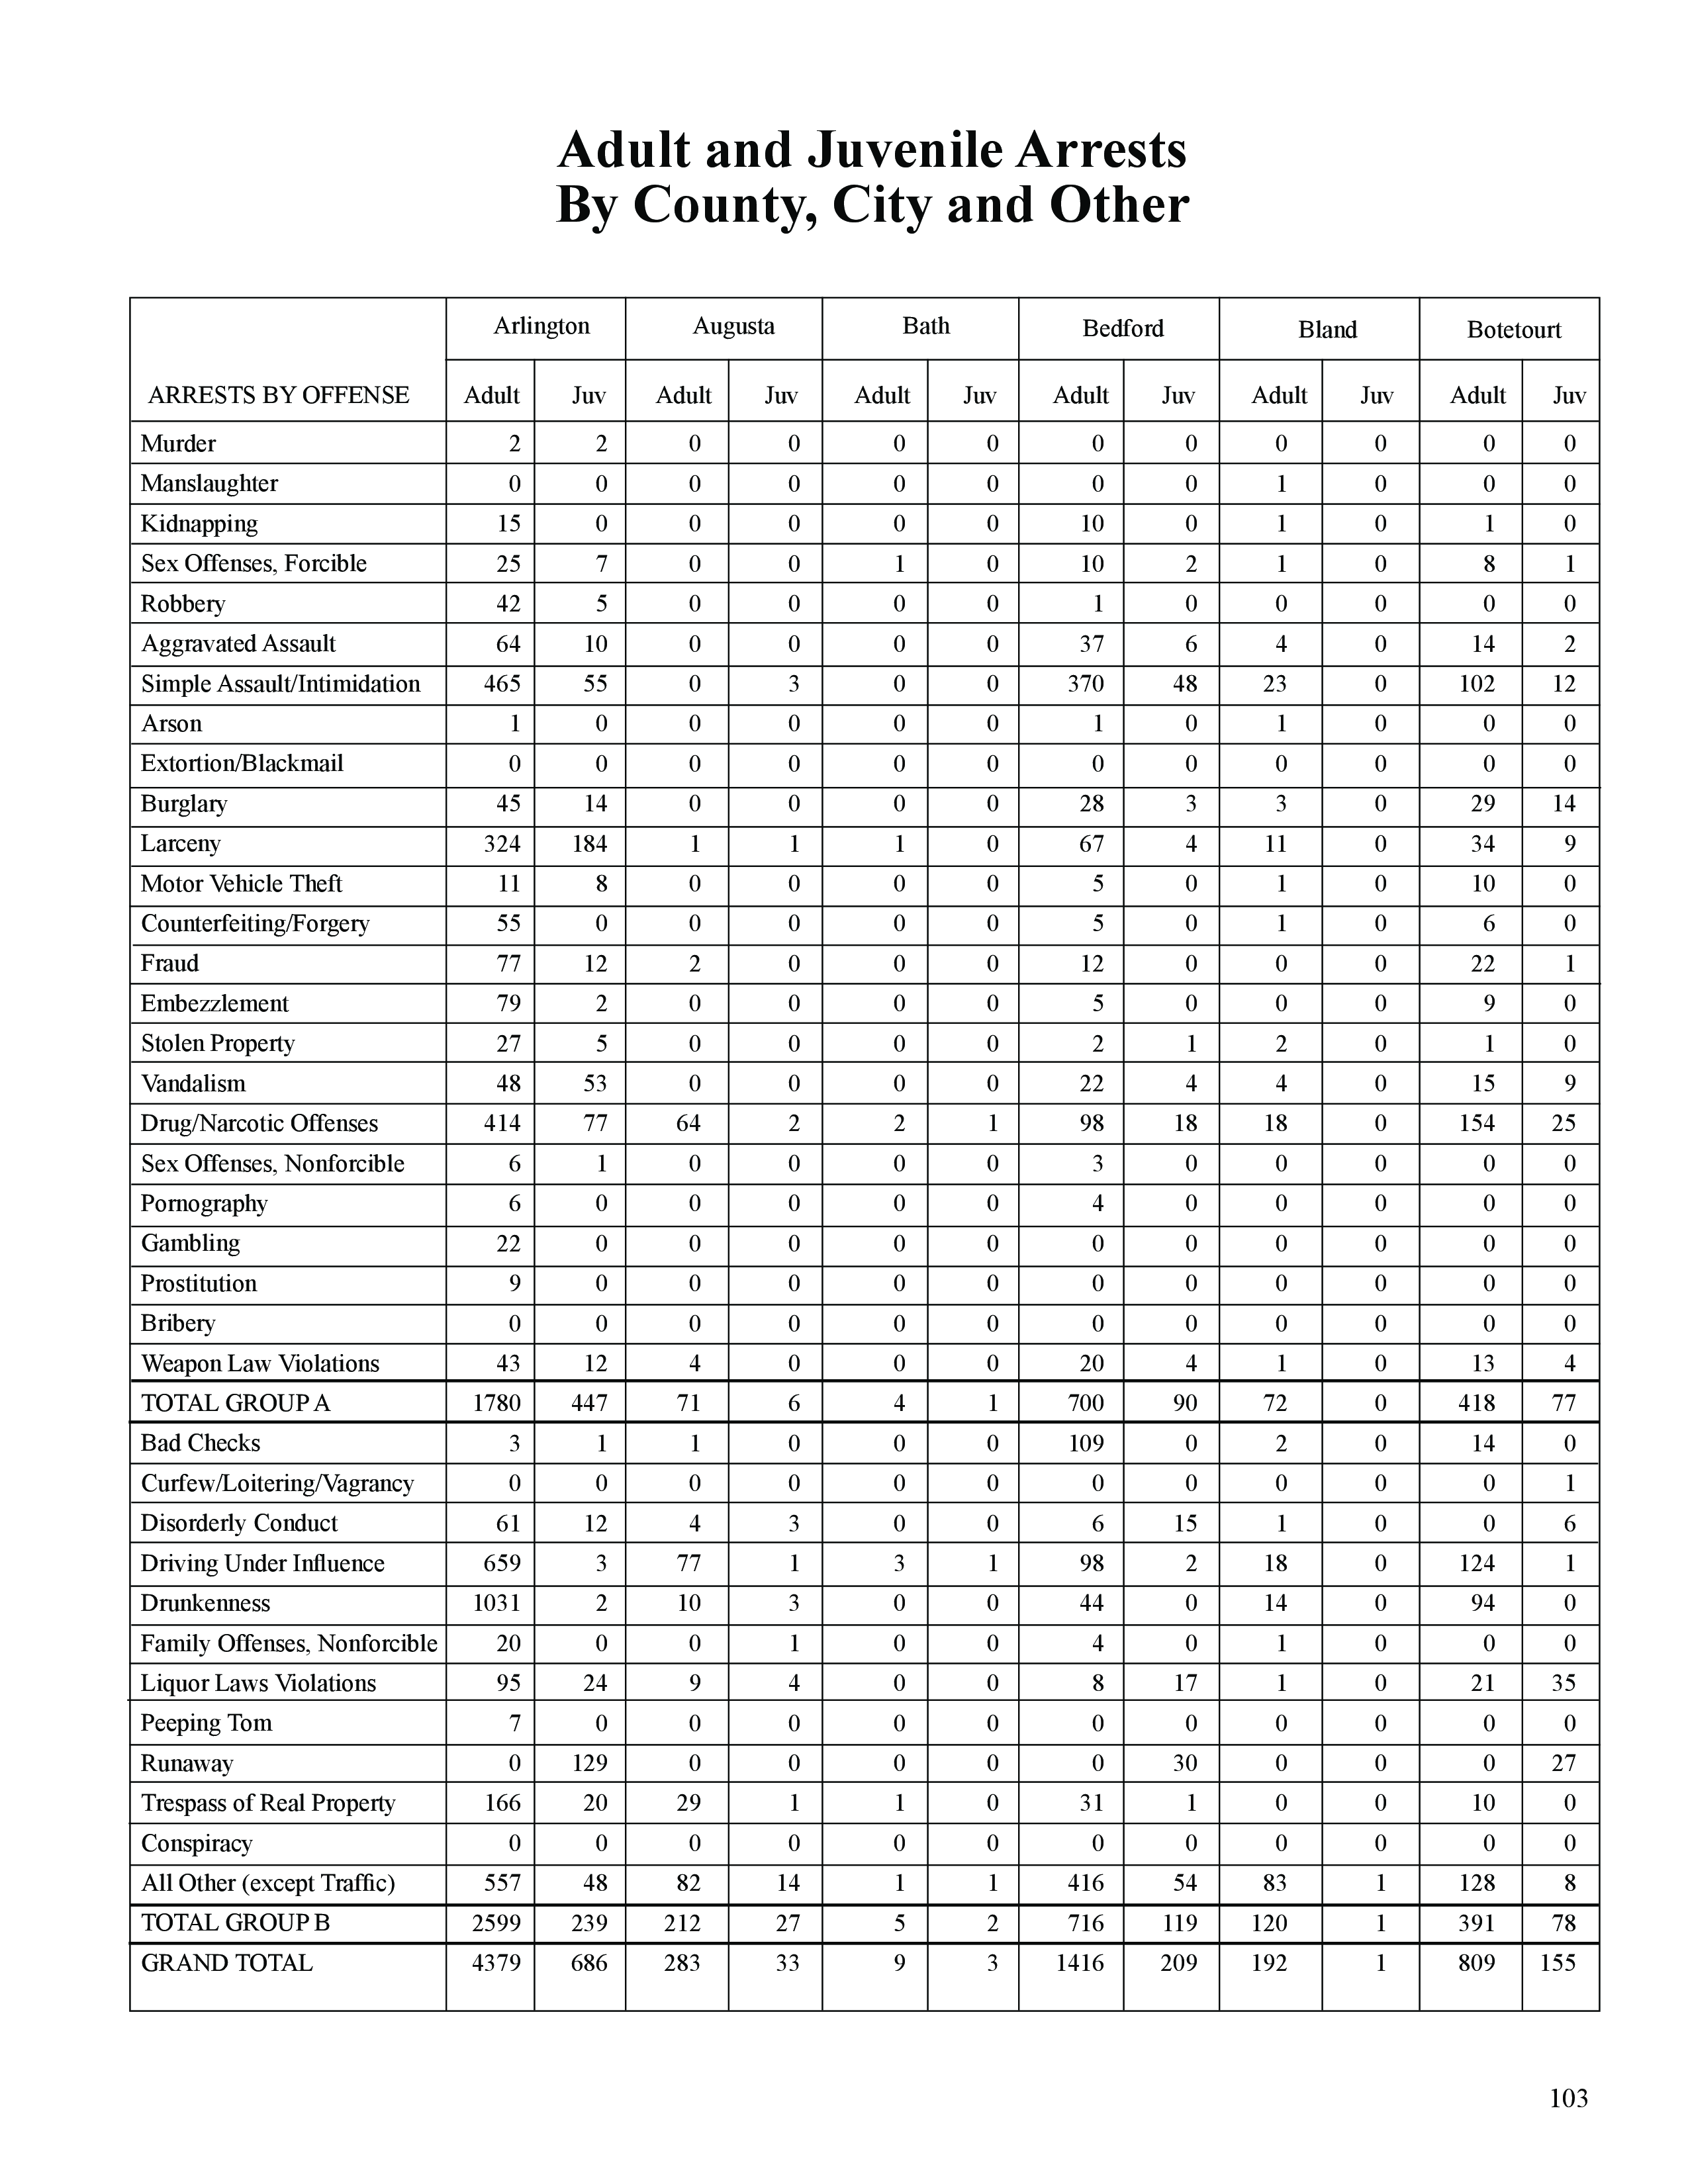 Adult and Juvenile Arrests
By County, City and Other
Arlington Augusta Bath Bedford Bland Botetourt
ARRESTS BY OFFENSE Adult Juv Adult Juv Adult Juv Adult Juv Adult Juv Adult Juv
Murder 2 2 0 0 0 0 0 0 0 0 0 0
Manslaughter 0 0 0 0 0 0 0 0 1 0 0 0
Kidnapping 15 0 0 0 0 0 10 0 1 0 1 0
Sex Offenses, Forcible 25 7 0 0 1 0 10 2 1 0 8 1
Robbery 42 5 0 0 0 0 1 0 0 0 0 0
Aggravated Assault 64 10 0 0 0 0 37 6 4 0 14 2
Simple Assault/Intimidation 465 55 0 3 0 0 370 48 23 0 102 12
Arson 1 0 0 0 0 0 1 0 1 0 0 0
Extortion/Blackmail 0 0 0 0 0 0 0 0 0 0 0 0
Burglary 45 14 0 0 0 0 28 3 3 0 29 14
Larceny 324 184 1 1 1 0 67 4 11 0 34 9
Motor Vehicle Theft 11 8 0 0 0 0 5 0 1 0 10 0
Counterfeiting/Forgery 55 0 0 0 0 0 5 0 1 0 6 0
Fraud 77 12 2 0 0 0 12 0 0 0 22 1
Embezzlement 79 2 0 0 0 0 5 0 0 0 9 0
Stolen Property 27 5 0 0 0 0 2 1 2 0 1 0
Vandalism 48 53 0 0 0 0 22 4 4 0 15 9
Drug/Narcotic Offenses 414 77 64 2 2 1 98 18 18 0 154 25
Sex Offenses, Nonforcible 6 1 0 0 0 0 3 0 0 0 0 0
Pornography 6 0 0 0 0 0 4 0 0 0 0 0
Gambling 22 0 0 0 0 0 0 0 0 0 0 0
Prostitution 9 0 0 0 0 0 0 0 0 0 0 0
Bribery 0 0 0 0 0 0 0 0 0 0 0 0
Weapon Law Violations 43 12 4 0 0 0 20 4 1 0 13 4
TOTAL GROUP A 1780 447 71 6 4 1 700 90 72 0 418 77
Bad Checks 3 1 1 0 0 0 109 0 2 0 14 0
Curfew/Loitering/Vagrancy 0 0 0 0 0 0 0 0 0 0 0 1
Disorderly Conduct 61 12 4 3 0 0 6 15 1 0 0 6
Driving Under Influence 659 3 77 1 3 1 98 2 18 0 124 1
Drunkenness 1031 2 10 3 0 0 44 0 14 0 94 0
Family Offenses, Nonforcible 20 0 0 1 0 0 4 0 1 0 0 0
Liquor Laws Violations 95 24 9 4 0 0 8 17 1 0 21 35
Peeping Tom 7 0 0 0 0 0 0 0 0 0 0 0
Runaway 0 129 0 0 0 0 0 30 0 0 0 27
Trespass of Real Property 166 20 29 1 1 0 31 1 0 0 10 0
Conspiracy 0 0 0 0 0 0 0 0 0 0 0 0
All Other (except Traffic) 557 48 82 14 1 1 416 54 83 1 128 8
TOTAL GROUP B 2599 239 212 27 5 2 716 119 120 1 391 78
GRAND TOTAL 4379 686 283 33 9 3 1416 209 192 1 809 155
103